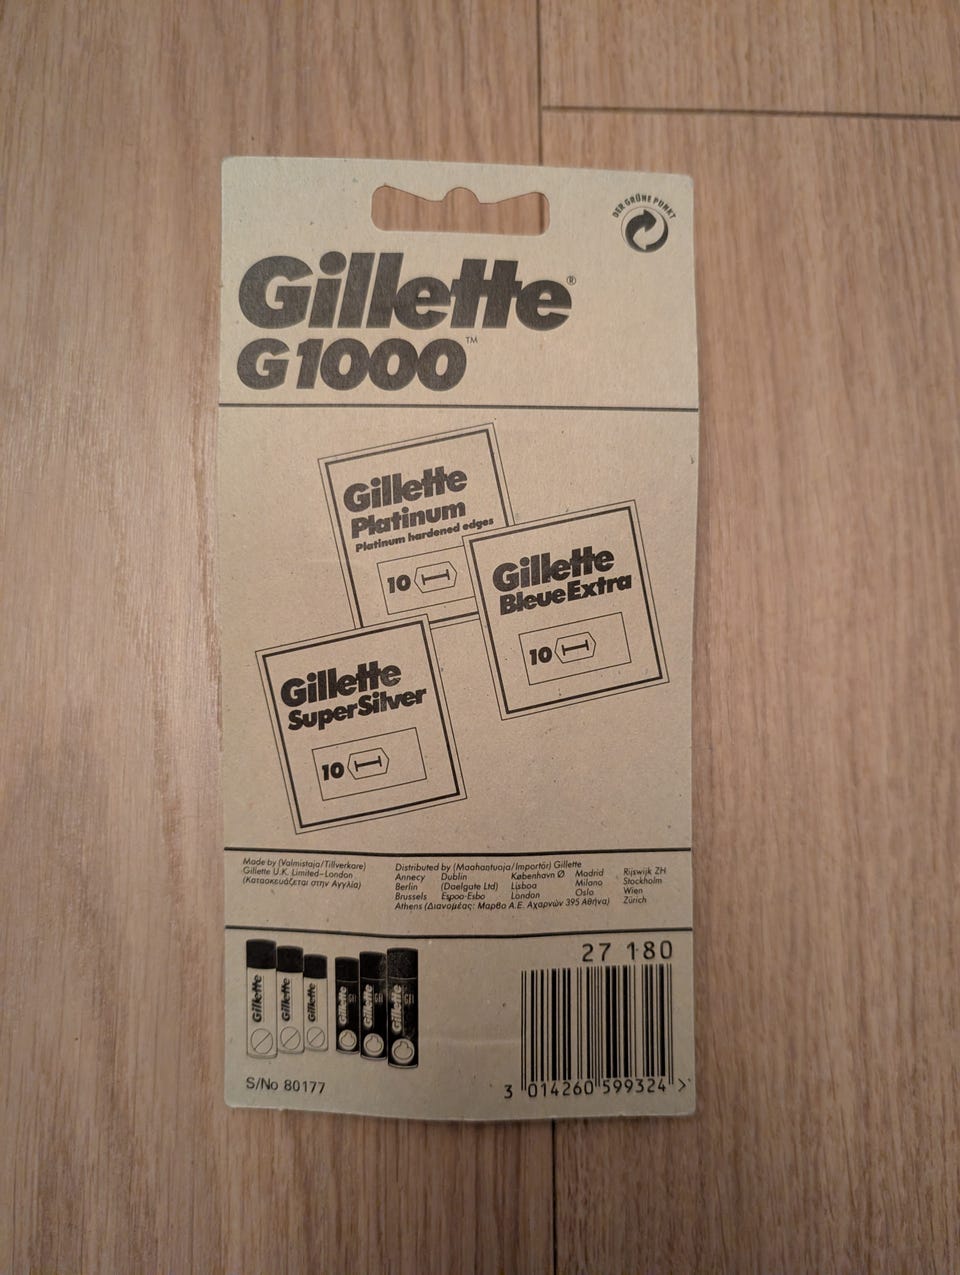 DER GRÜNE PUNKT
Gillette®
G1000™
Gillette
Platinum
Platinum hardened edges
10
Gillette
Bleue Extra
10
Gillette
Super Silver
10
Made by (Valmistaja/Tillverkare)
Gillette U.K. Limited–London
(Κατασκευάζεται στην Αγγλία)
Distributed by (Maahantuoja/Importör) Gillette
Annecy Dublin København Ø Madrid Rijswijk ZH
Berlin (Daelgate Ltd) Lisboa Milano Stockholm
Brussels Espoo-Esbo London Oslo Wien
Athens (Διανομέας: Μαρβο Α.Ε. Αχαρνών 395 Αθήνα) Zürich
Gillette
Gillette
Gillette
Gillette GEL
Gillette GEL
Gillette GEL
S/No 80177
27 180
3 014260 599324 >